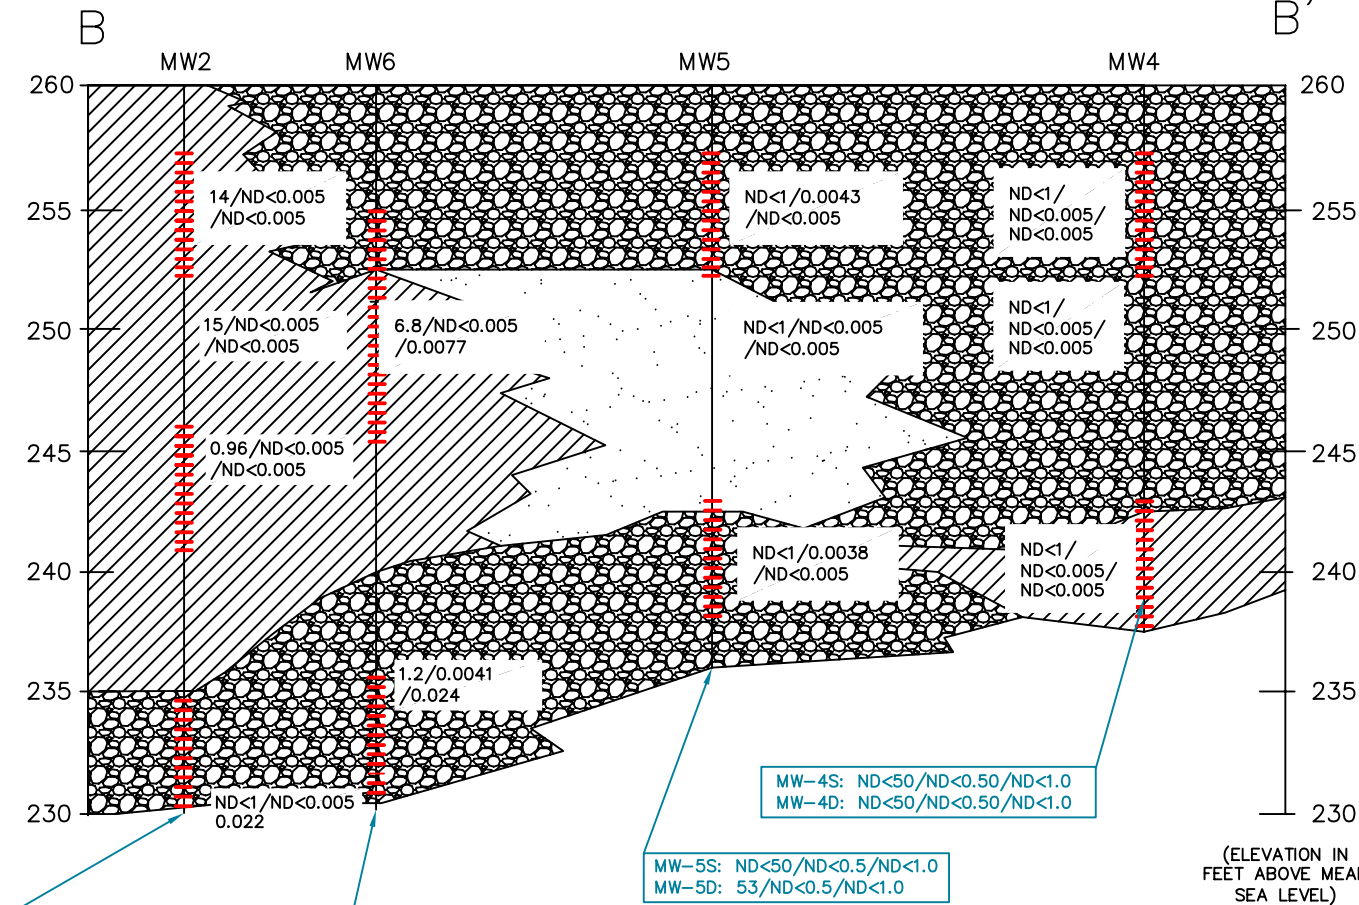 B
B'
MW2
MW6
MW5
MW4
260
260
14/ND<0.005
/ND<0.005
ND<1/0.0043
/ND<0.005
ND<1/
ND<0.005/
ND<0.005
255
255
15/ND<0.005
/ND<0.005
6.8/ND<0.005
/0.0077
ND<1/ND<0.005
/ND<0.005
ND<1/
ND<0.005/
ND<0.005
250
250
0.96/ND<0.005
/ND<0.005
245
245
ND<1/0.0038
/ND<0.005
ND<1/
ND<0.005/
ND<0.005
240
240
1.2/0.0041
/0.024
235
235
ND<1/ND<0.005
0.022
230
230
MW-4S: ND<50/ND<0.50/ND<1.0
MW-4D: ND<50/ND<0.50/ND<1.0
MW-5S: ND<50/ND<0.5/ND<1.0
MW-5D: 53/ND<0.5/ND<1.0
(ELEVATION IN
FEET ABOVE MEAN
SEA LEVEL)